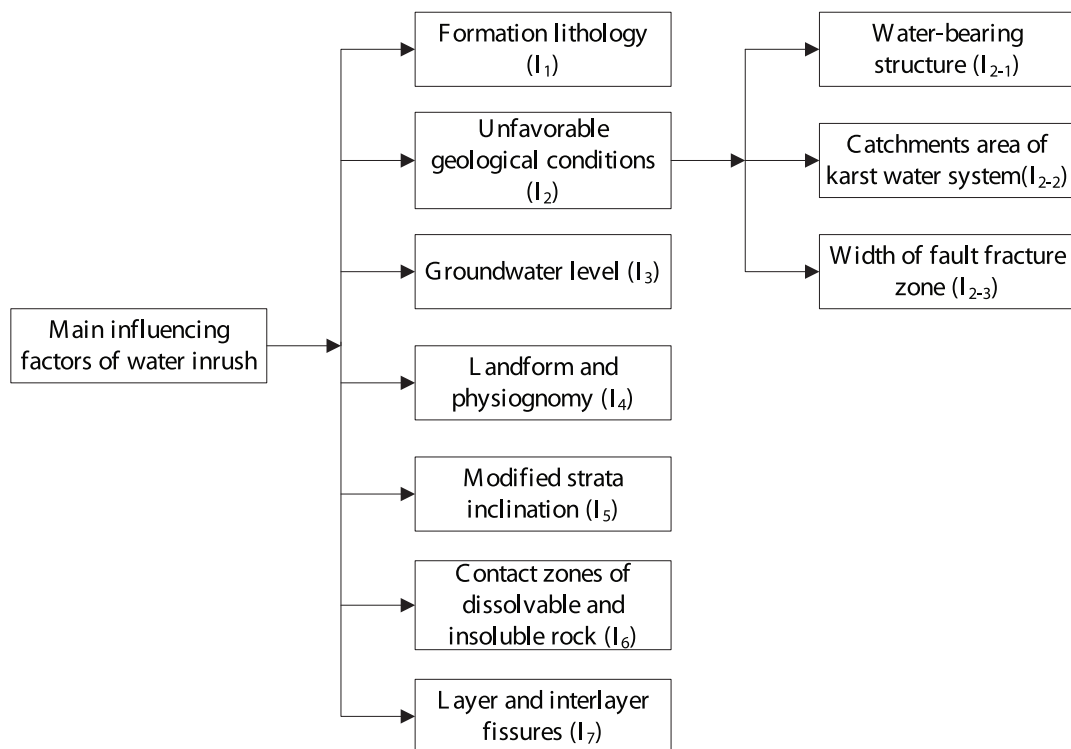 Main influencing
factors of water inrush
Formation lithology
(I₁)
Unfavorable
geological conditions
(I₂)
Groundwater level (I₃)
Landform and
physiognomy (I₄)
Modified strata
inclination (I₅)
Contact zones of
dissolvable and
insoluble rock (I₆)
Layer and interlayer
fissures (I₇)
Water-bearing
structure (I₂₋₁)
Catchments area of
karst water system(I₂₋₂)
Width of fault fracture
zone (I₂₋₃)